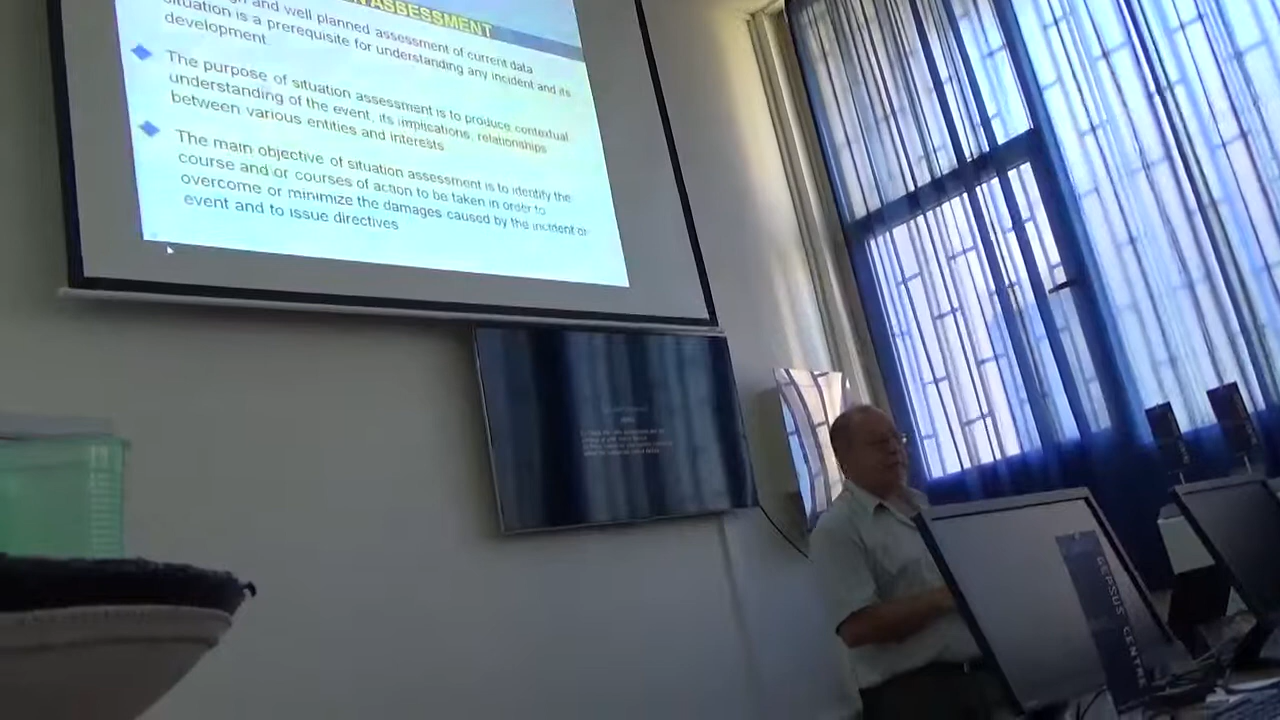 N ASSESSMENT
and well planned assessment of current data
situation is a prerequisite for understanding any incident and its
development.
The purpose of situation assessment is to produce contextual
understanding of the event, its implications, relationships
between various entities and interests
The main objective of situation assessment is to identify the
course and/or courses of action to be taken in order to
overcome or minimize the damages caused by the incident or
event and to issue directives
GEPSUS CENTRE